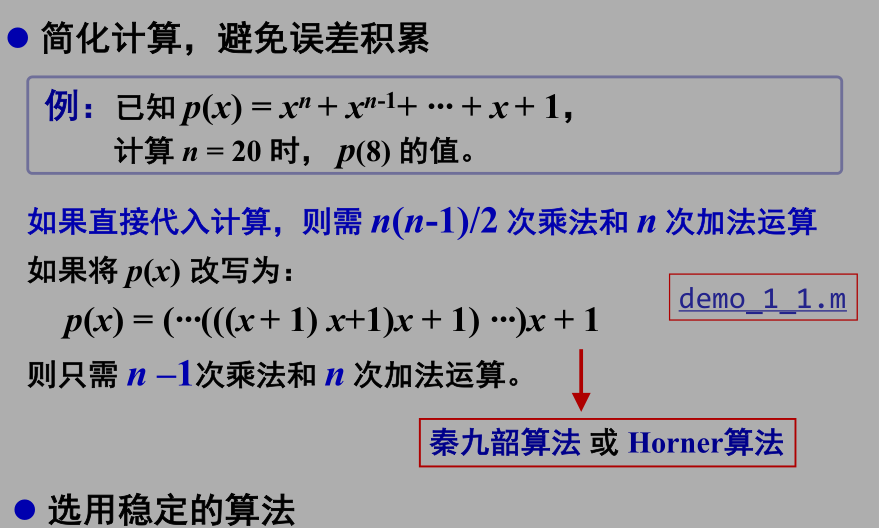 ● 简化计算，避免误差积累
例：已知 p(x) = xⁿ + xⁿ⁻¹+ ··· + x + 1，
计算 n = 20 时， p(8) 的值。
如果直接代入计算，则需 n(n-1)/2 次乘法和 n 次加法运算
如果将 p(x) 改写为：
demo_1_1.m
p(x) = (···(((x + 1) x+1)x + 1) ···)x + 1
则只需 n –1次乘法和 n 次加法运算。
秦九韶算法 或 Horner算法
● 选用稳定的算法